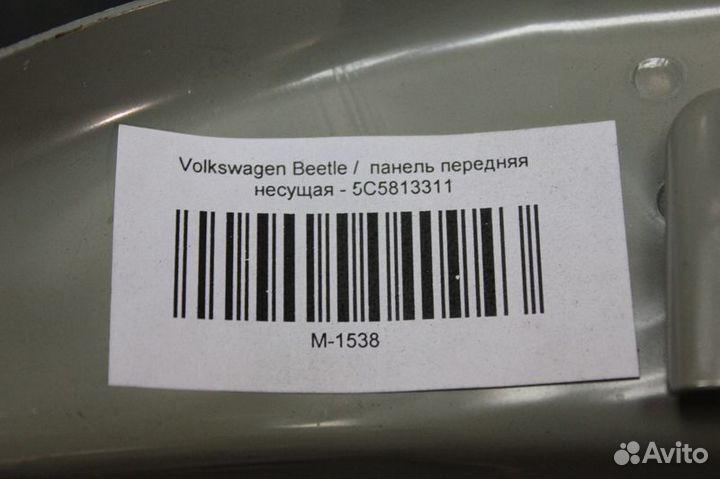 Volkswagen Beetle / панель передняя
несущая - 5C5813311
M-1538
Avito